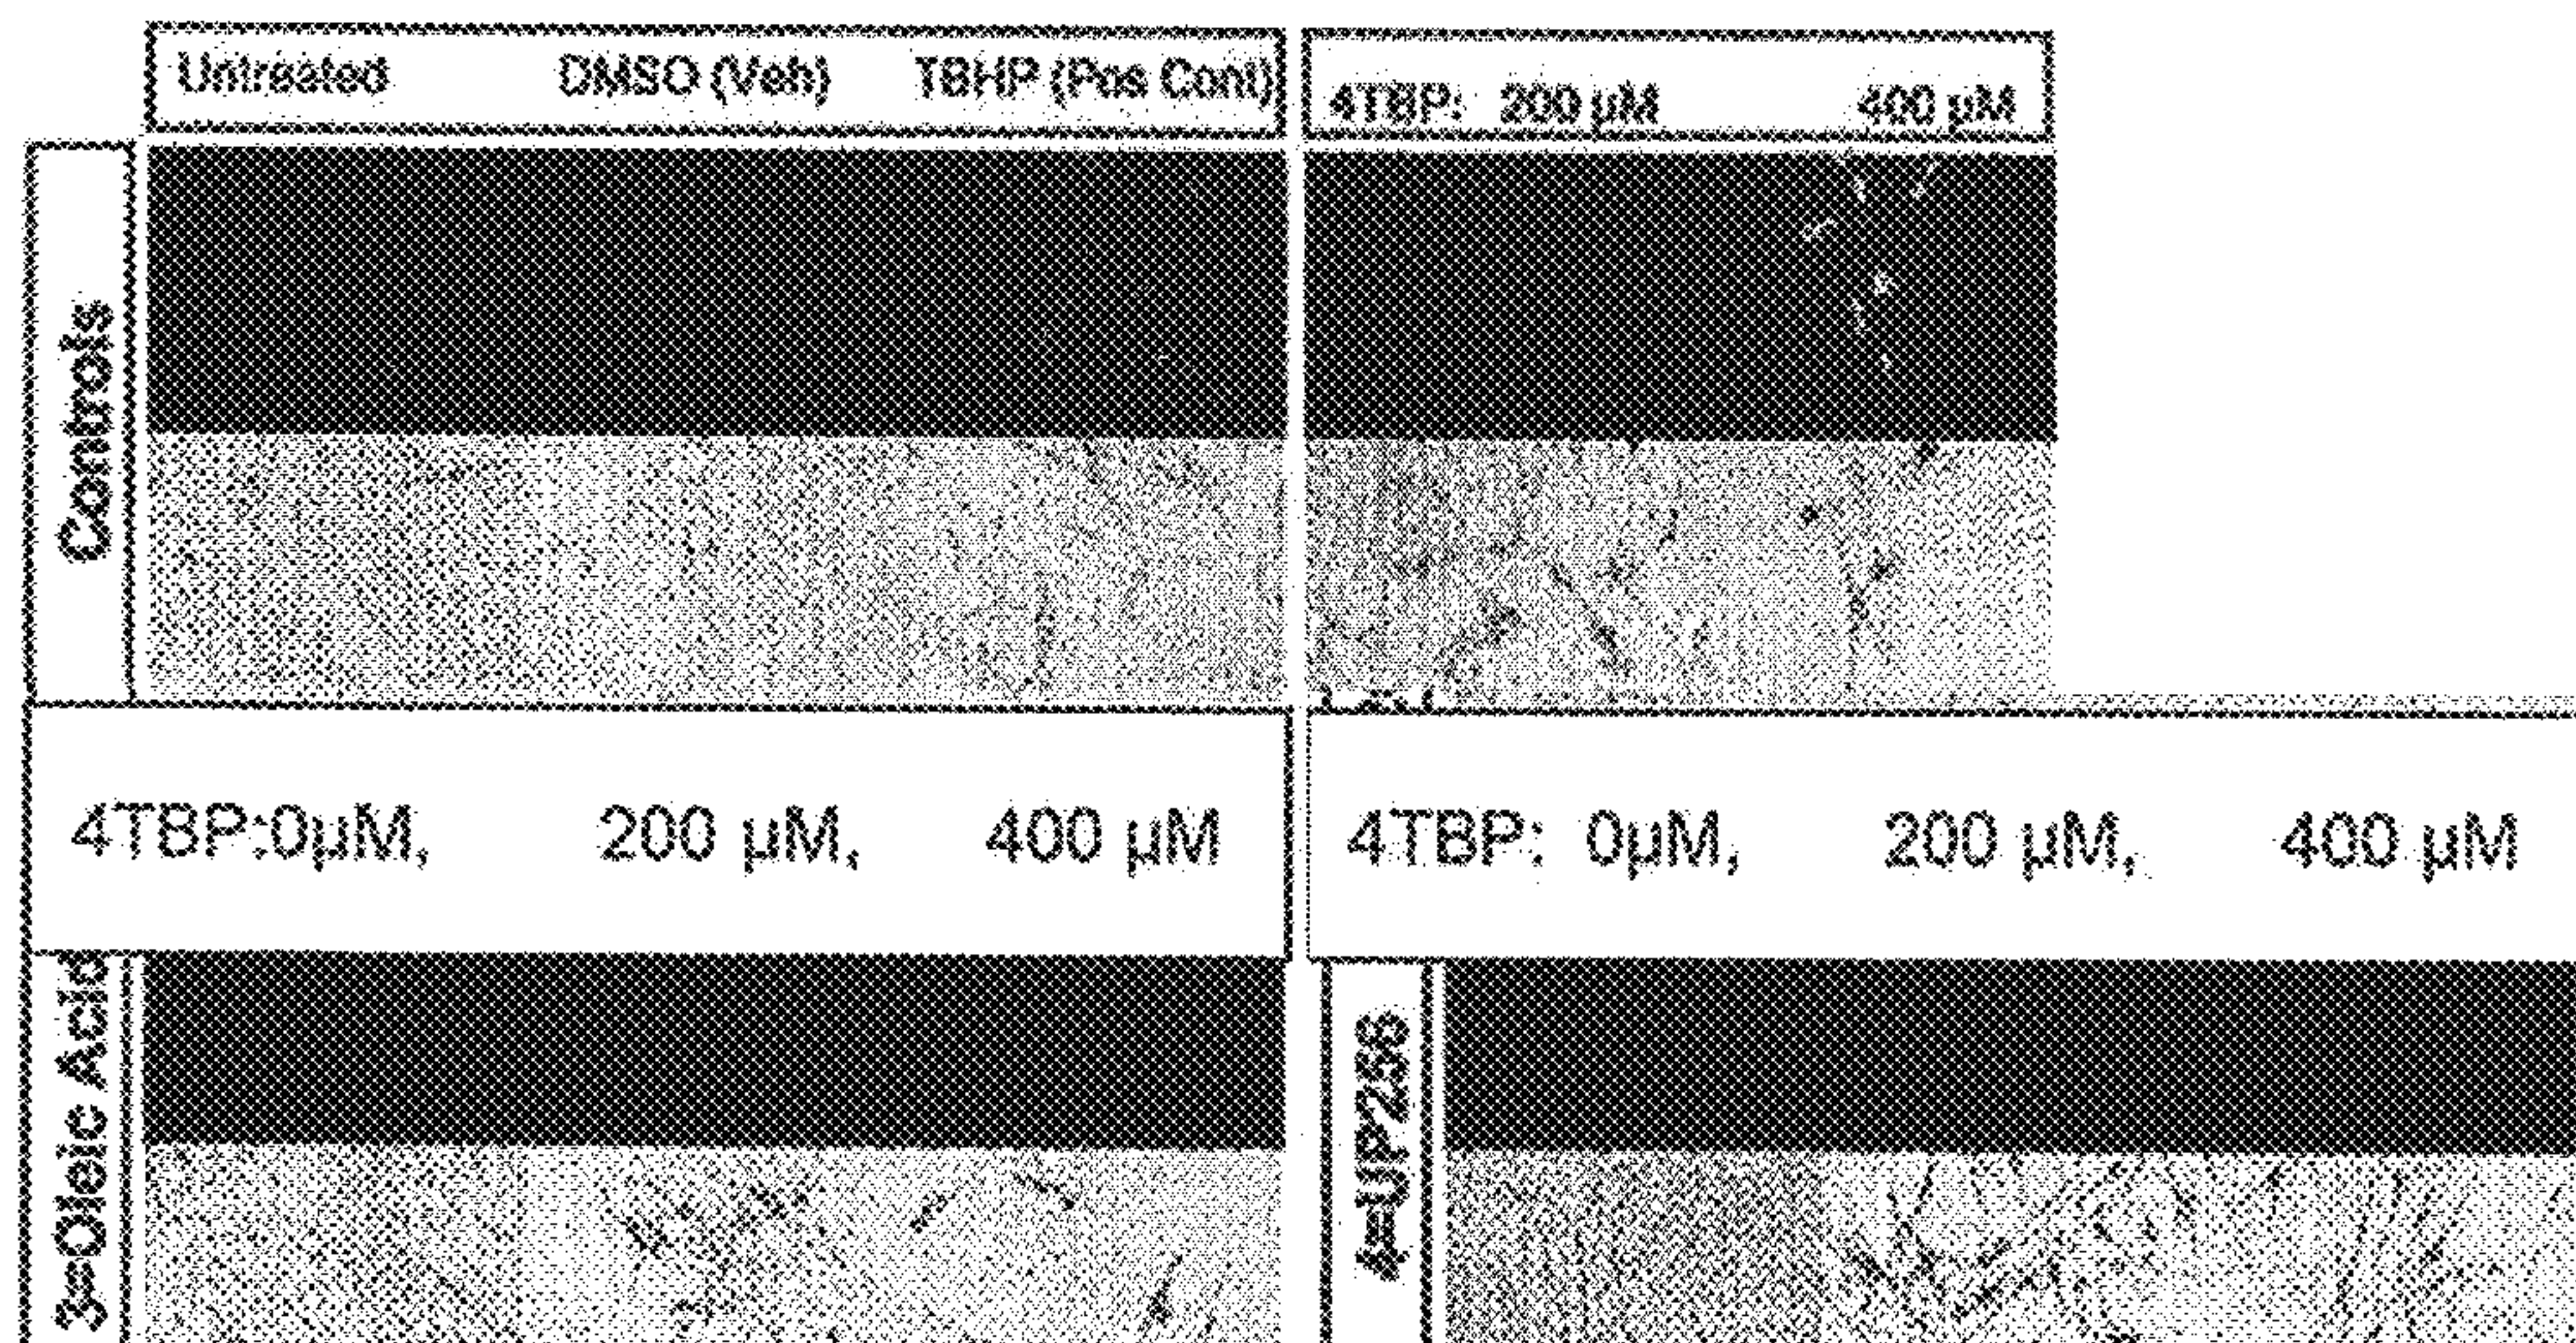 Untreated DMSO (Veh) TBHP (Pos Cont)
4TBP: 200 µM 400 µM
Controls
4TBP:0µM, 200 µM, 400 µM
4TBP: 0µM, 200 µM, 400 µM
3=Oleic Acid
4=UP256